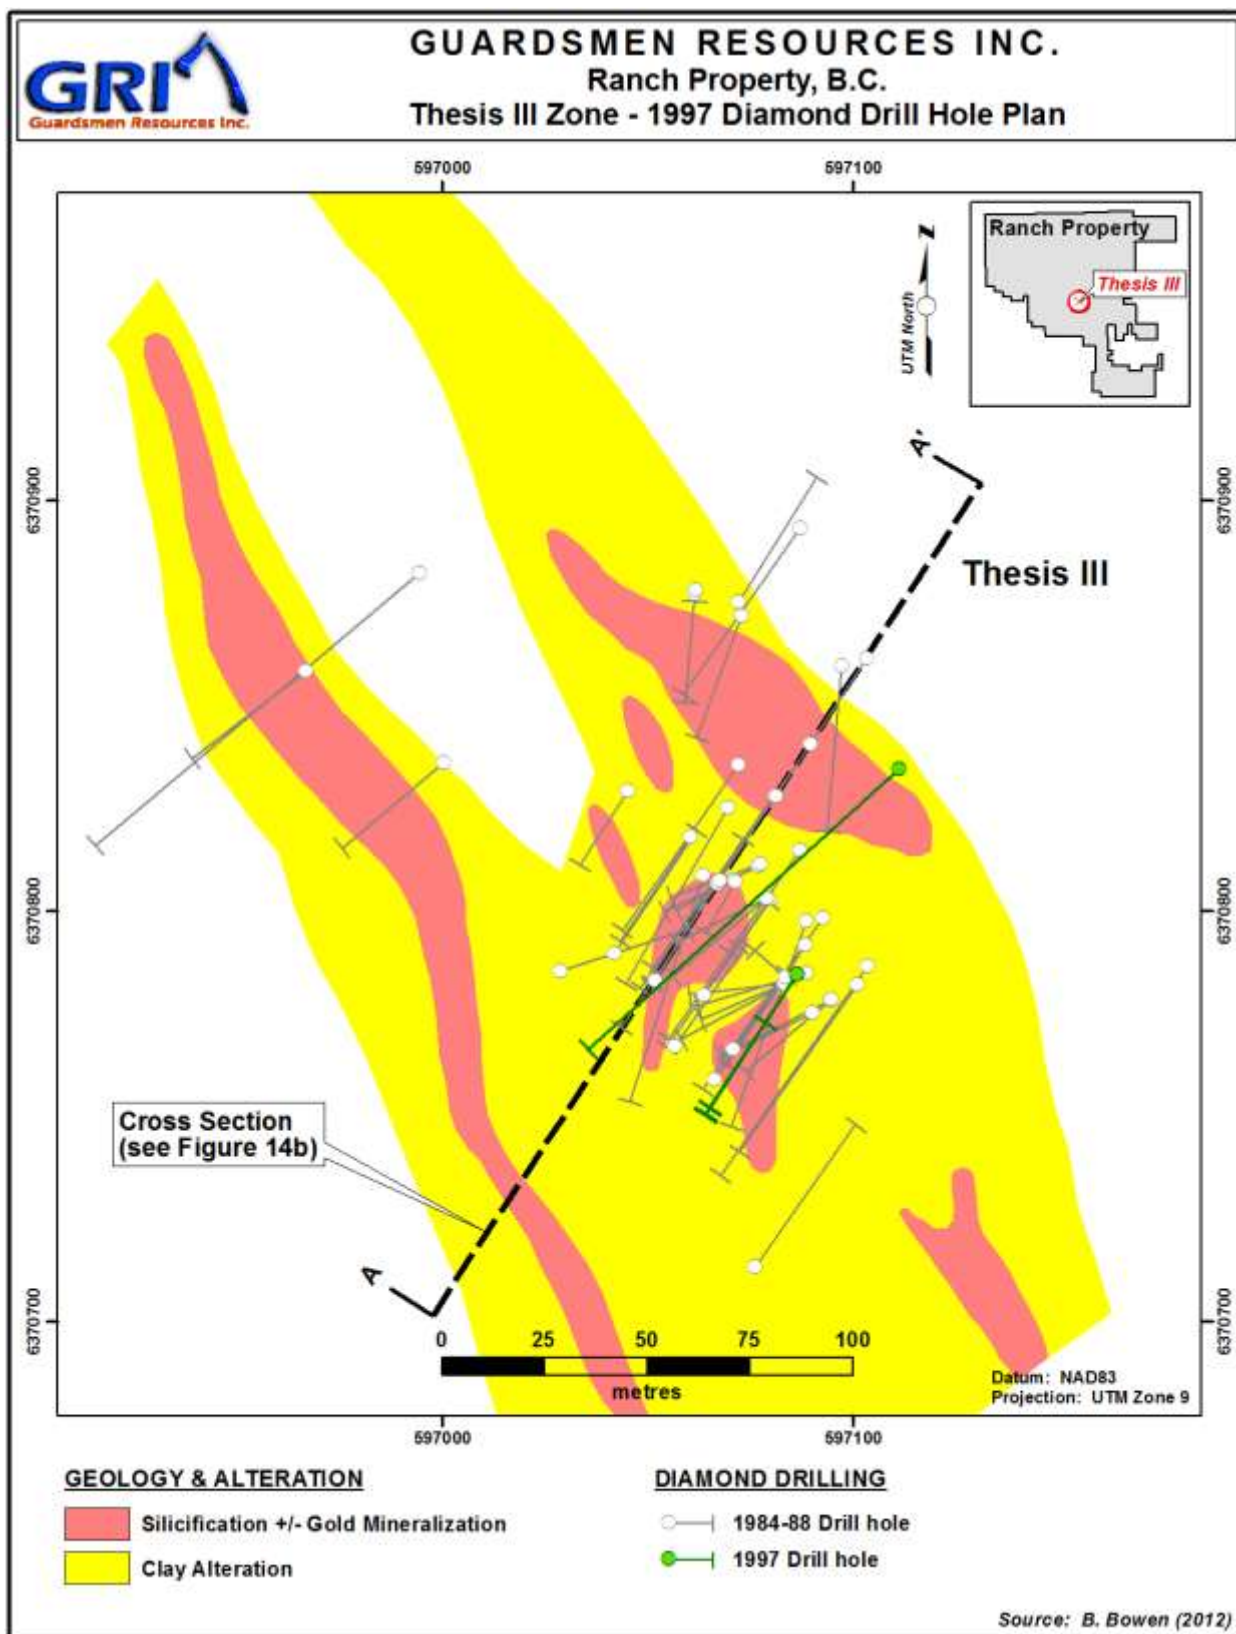 GRI
Guardsmen Resources Inc.
GUARDSMEN RESOURCES INC.
Ranch Property, B.C.
Thesis III Zone - 1997 Diamond Drill Hole Plan
597000
597100
Ranch Property
Thesis III
N
UTM North
A'
6370900
6370900
Thesis III
6370800
6370800
Cross Section
(see Figure 14b)
A
6370700
6370700
0 25 50 75 100
metres
Datum: NAD83
Projection: UTM Zone 9
597000
597100
GEOLOGY & ALTERATION
Silicification +/- Gold Mineralization
Clay Alteration
DIAMOND DRILLING
1984-88 Drill hole
1997 Drill hole
Source: B. Bowen (2012)